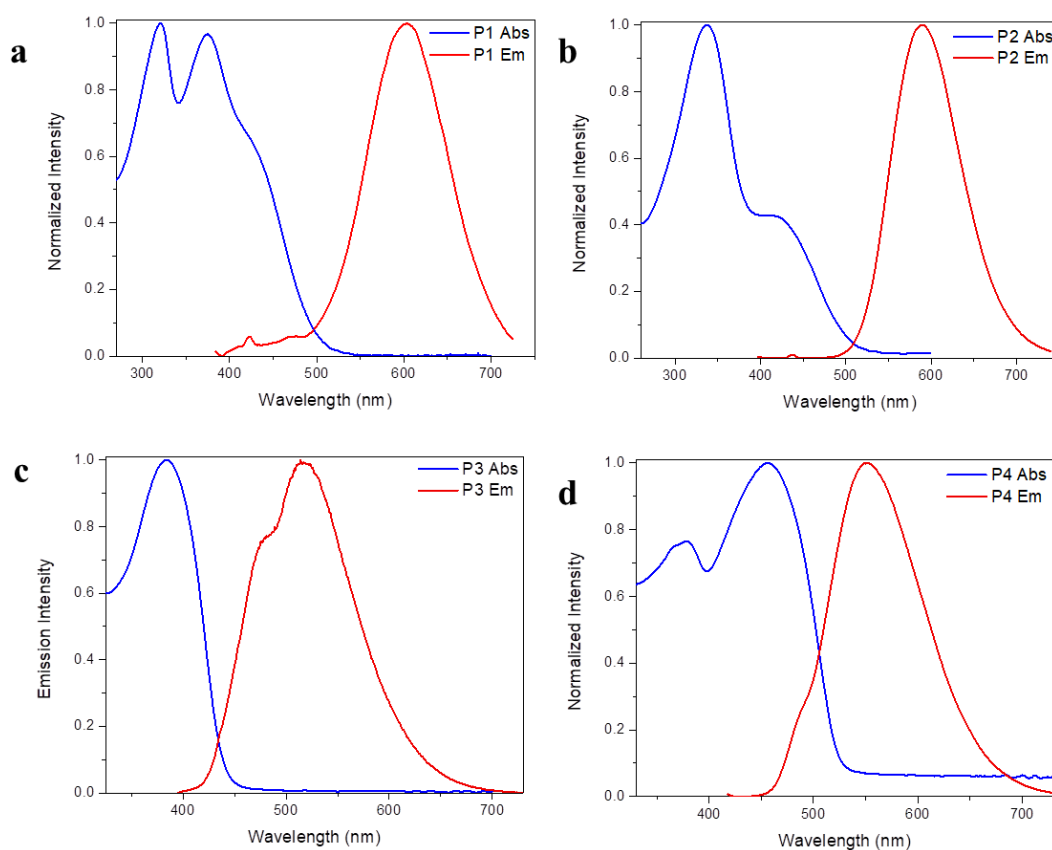 a
P1 Abs
P1 Em
Normalized Intensity
1.0
0.8
0.6
0.4
0.2
0.0
300 400 500 600 700
Wavelength (nm)
b
P2 Abs
P2 Em
Normalized Intensity
1.0
0.8
0.6
0.4
0.2
0.0
300 400 500 600 700
Wavelength (nm)
c
P3 Abs
P3 Em
Emission Intensity
1.0
0.8
0.6
0.4
0.2
0.0
400 500 600 700
Wavelength (nm)
d
P4 Abs
P4 Em
Normalized Intensity
1.0
0.8
0.6
0.4
0.2
0.0
400 500 600 700
Wavelength (nm)